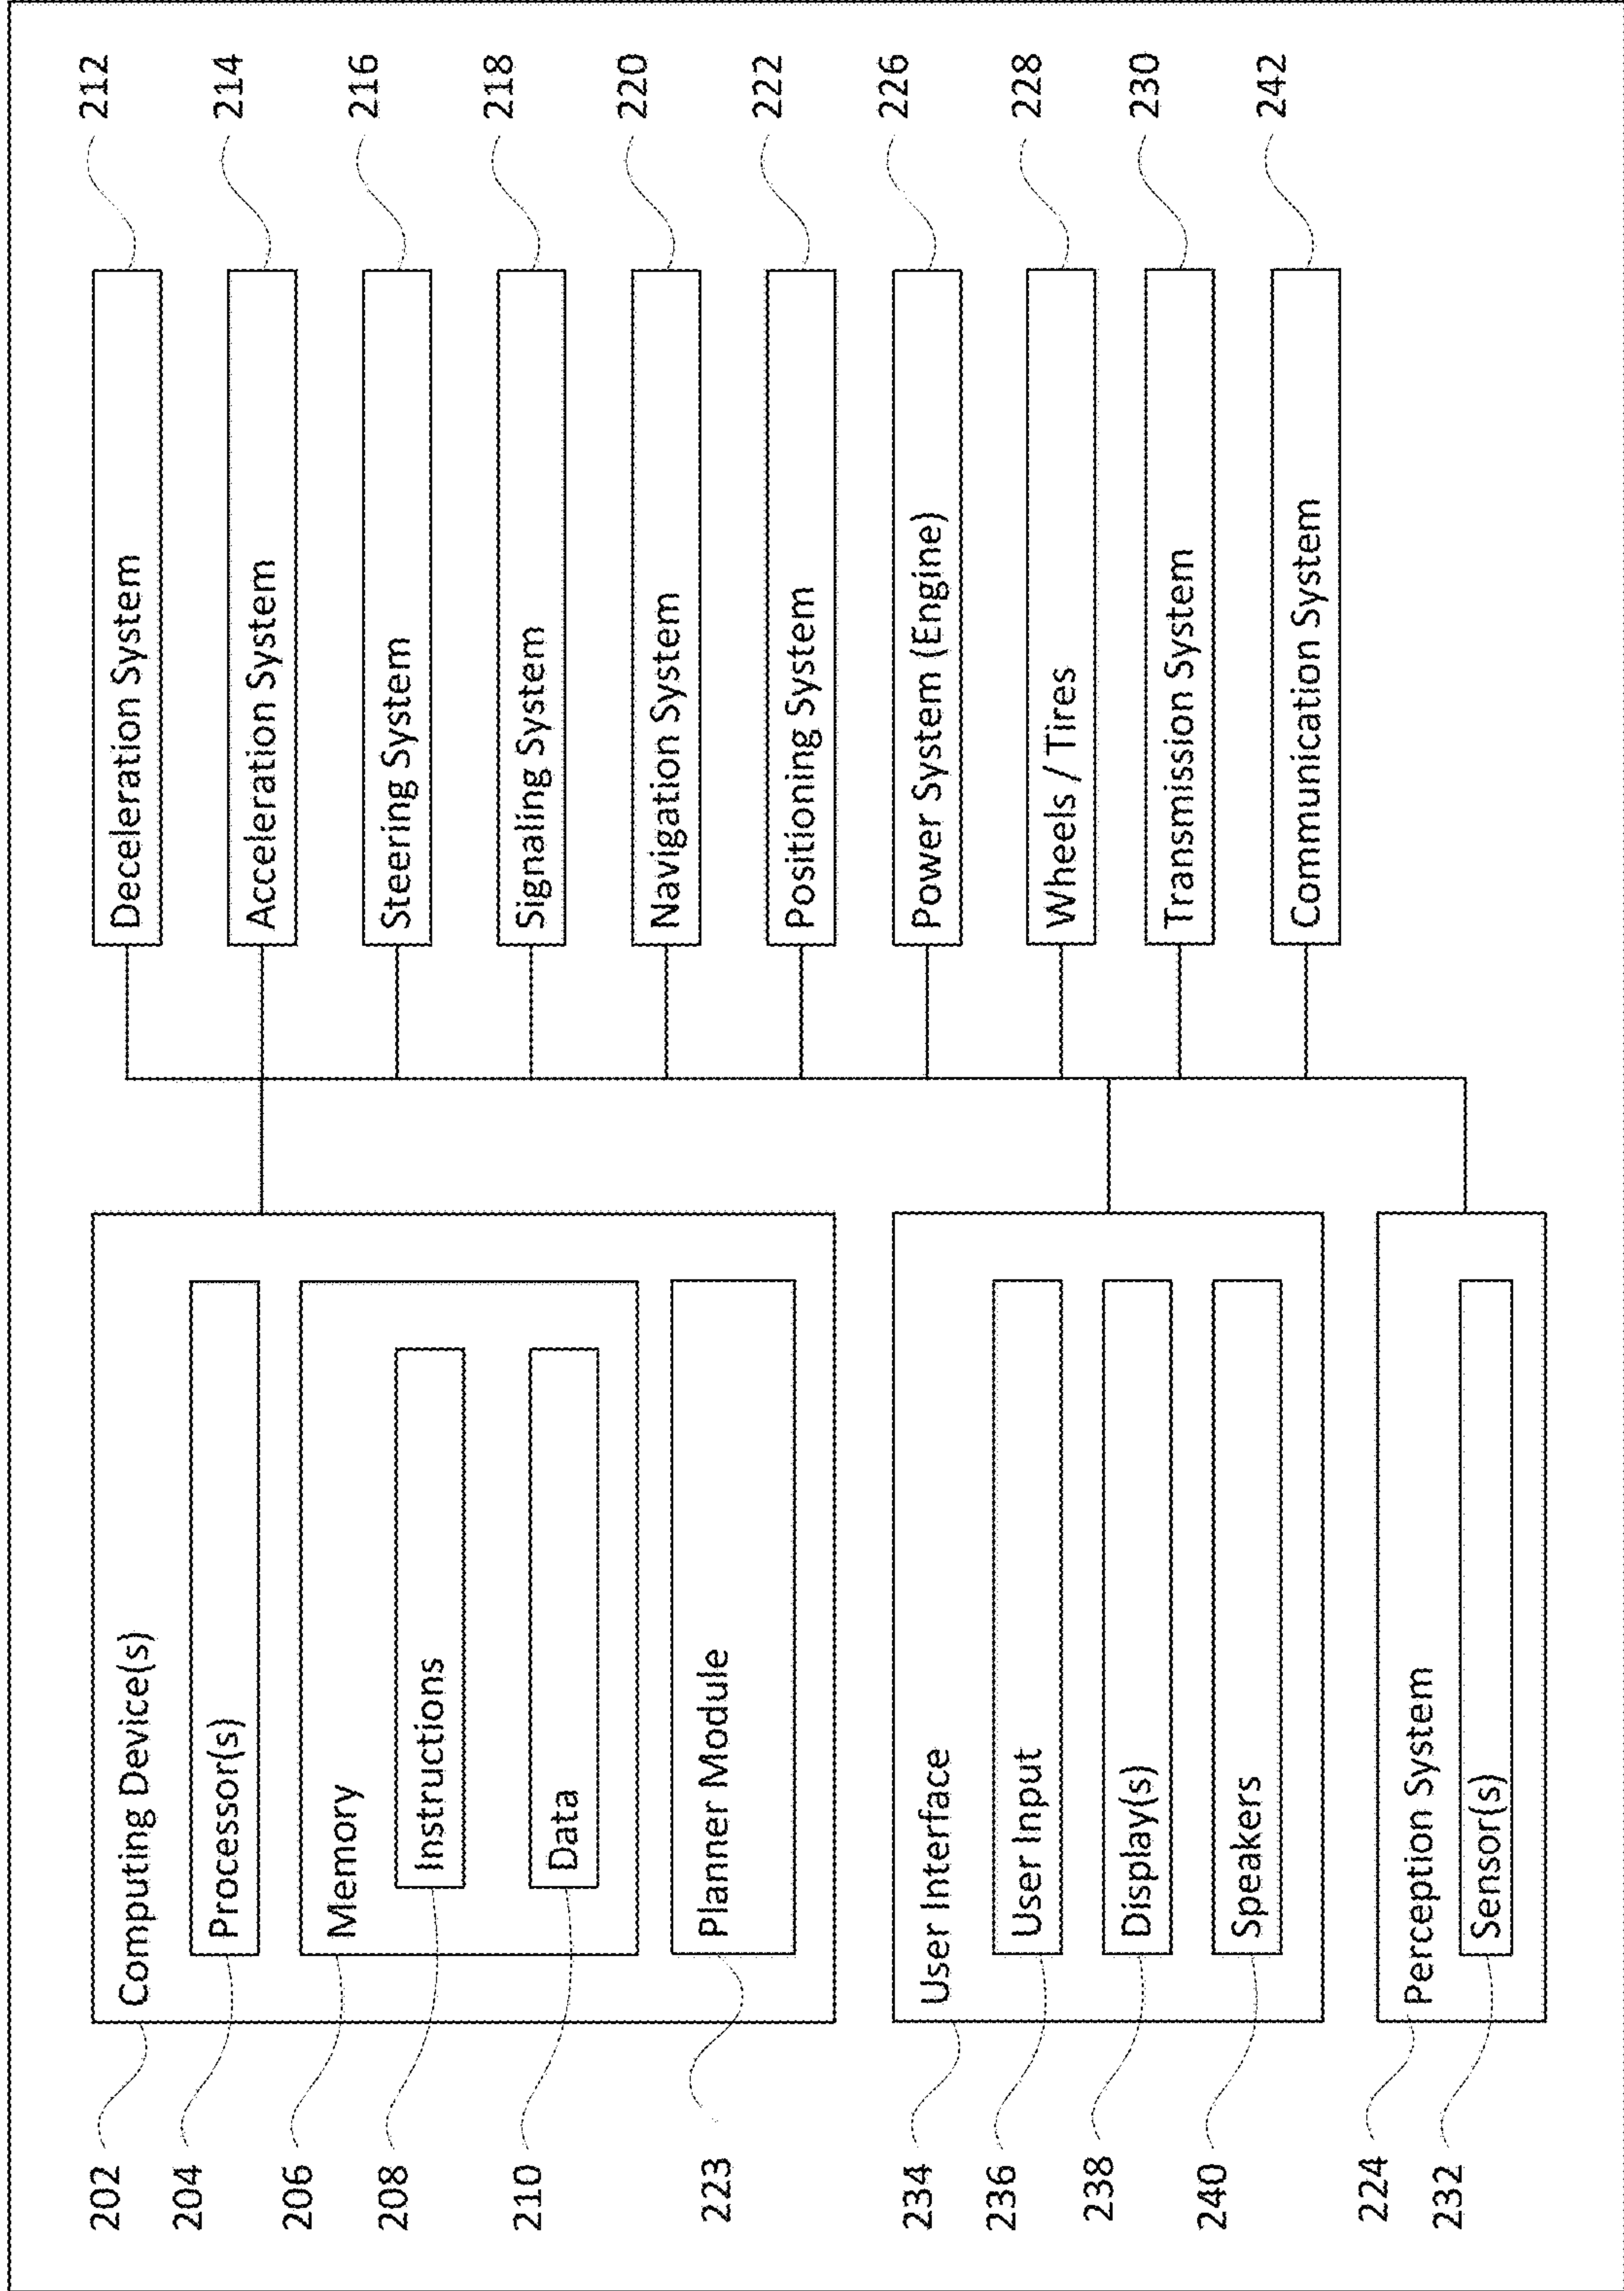 202
Computing Device(s)
204
Processor(s)
206
Memory
208
Instructions
210
Data
223
Planner Module
234
User Interface
236
User Input
238
Display(s)
240
Speakers
224
Perception System
232
Sensor(s)
Deceleration System
212
Acceleration System
214
Steering System
216
Signaling System
218
Navigation System
220
Positioning System
222
Power System (Engine)
226
Wheels / Tires
228
Transmission System
230
Communication System
242